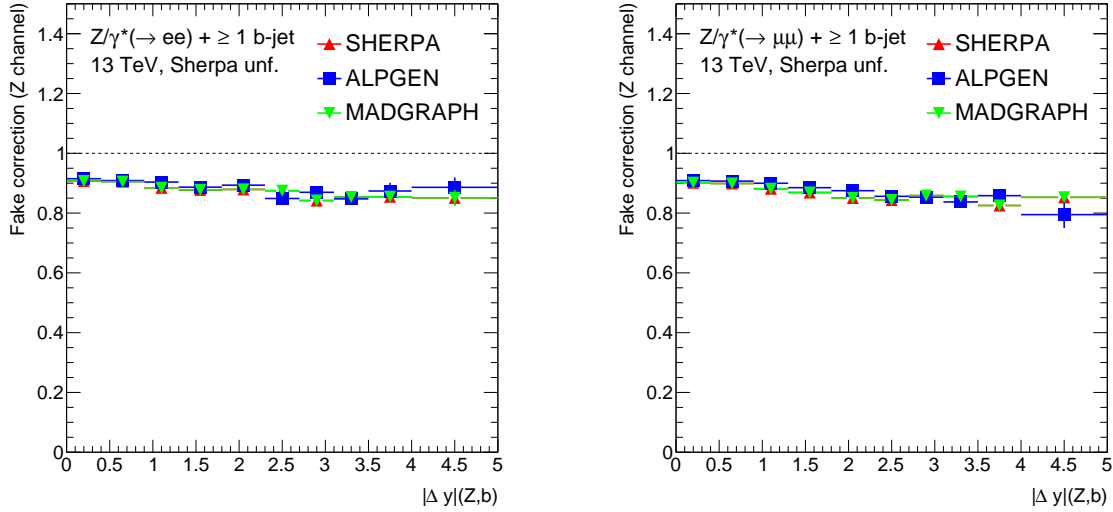 Fake correction (Z channel)
1.4
1.2
1
0.8
0.6
0.4
0.2
0
Z/γ*(→ ee) + ≥ 1 b-jet
13 TeV, Sherpa unf.
SHERPA
ALPGEN
MADGRAPH
0 0.5 1 1.5 2 2.5 3 3.5 4 4.5 5
|Δ y|(Z,b)
Fake correction (Z channel)
1.4
1.2
1
0.8
0.6
0.4
0.2
0
Z/γ*(→ μμ) + ≥ 1 b-jet
13 TeV, Sherpa unf.
SHERPA
ALPGEN
MADGRAPH
0 0.5 1 1.5 2 2.5 3 3.5 4 4.5 5
|Δ y|(Z,b)